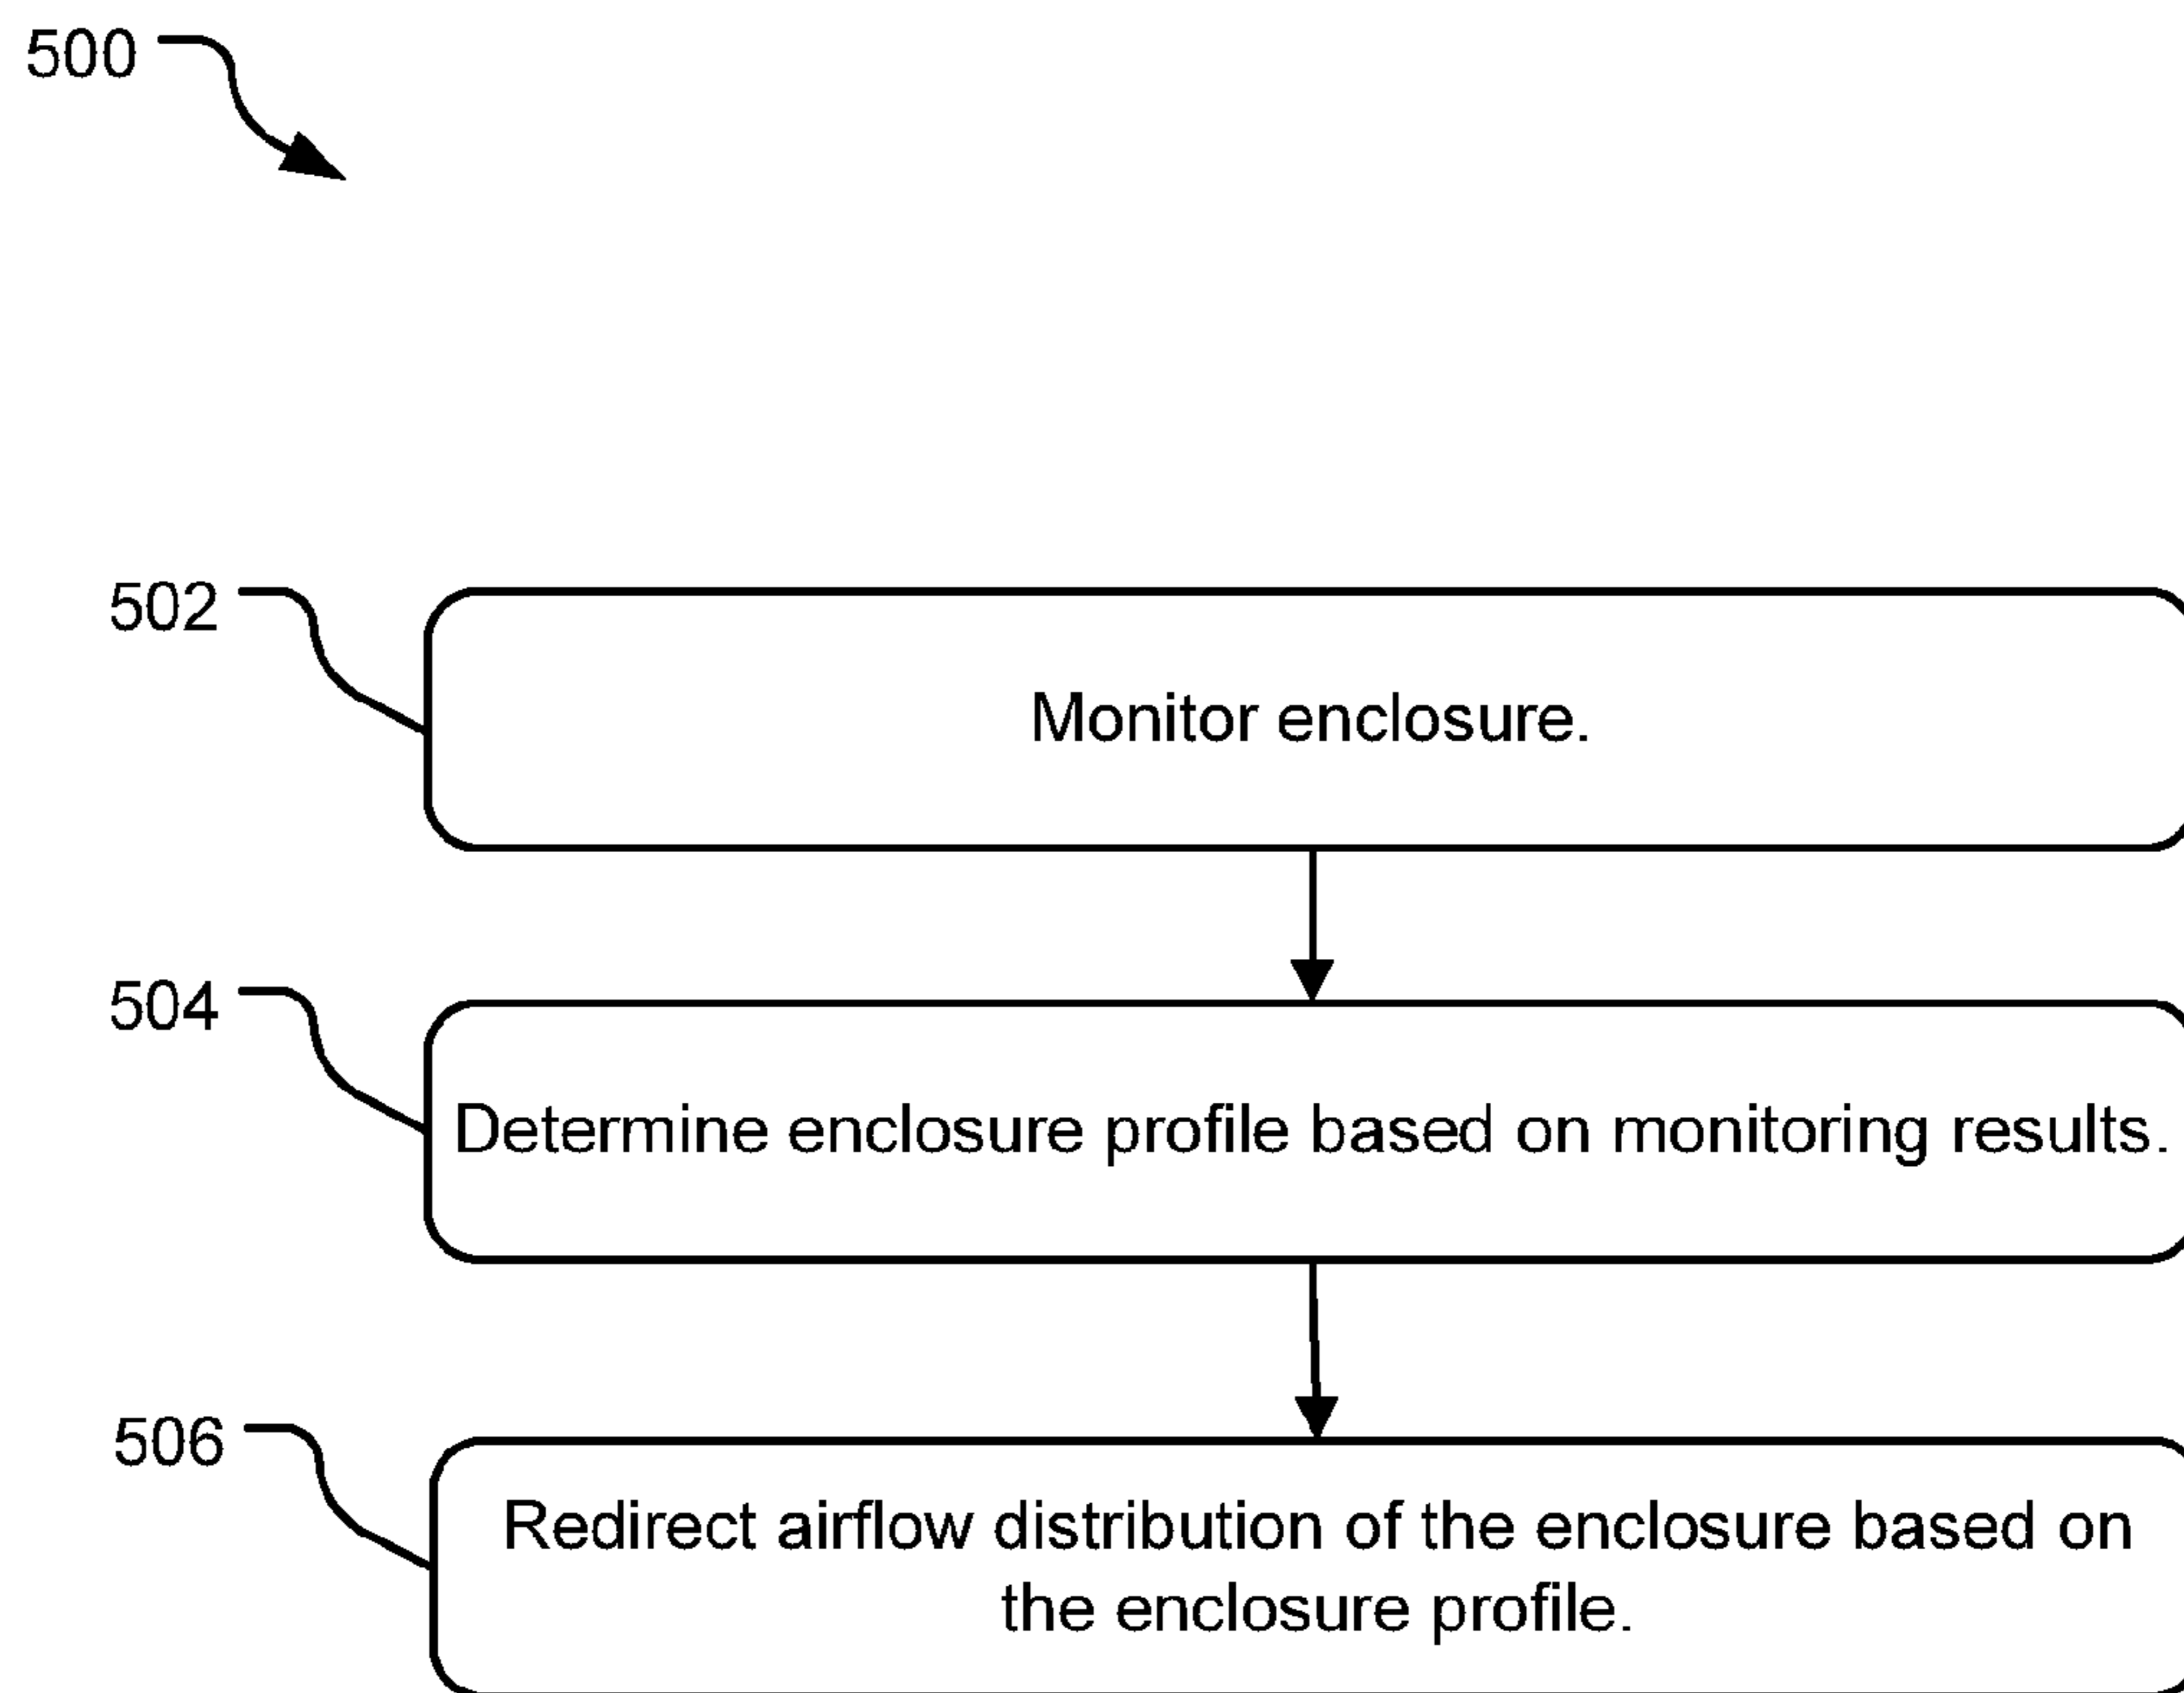 500
502
Monitor enclosure.
504
Determine enclosure profile based on monitoring results.
506
Redirect airflow distribution of the enclosure based on
the enclosure profile.